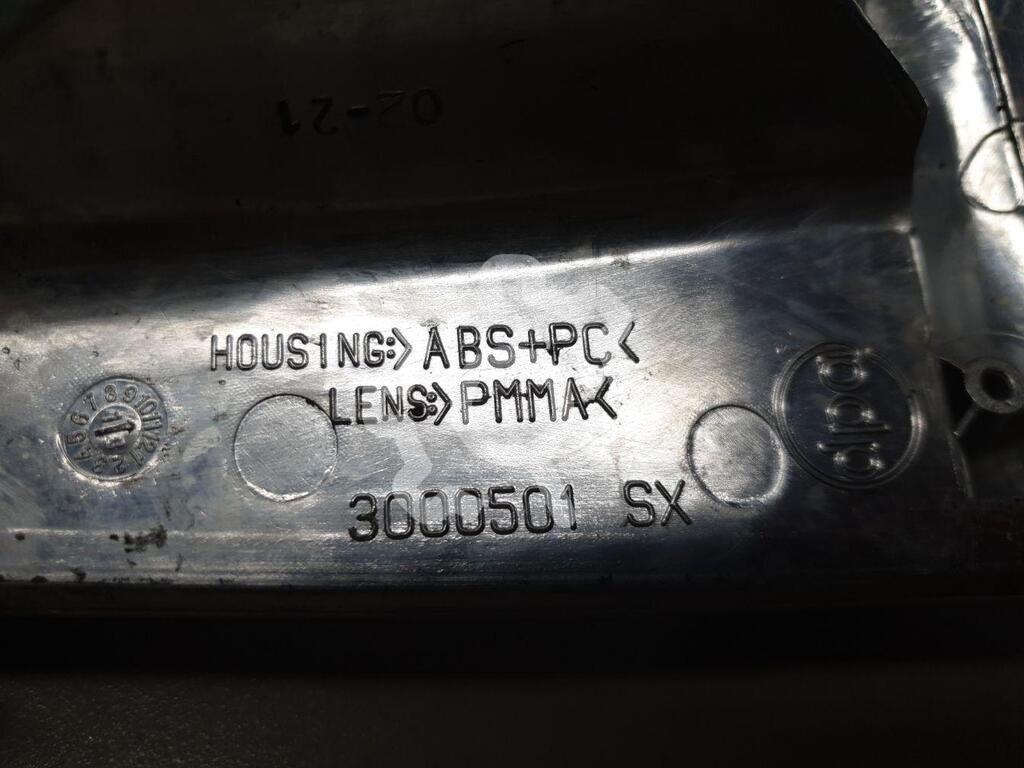 02-21
HOUSING:>ABS+PC<
LENS:>PMMA<
3000501 SX